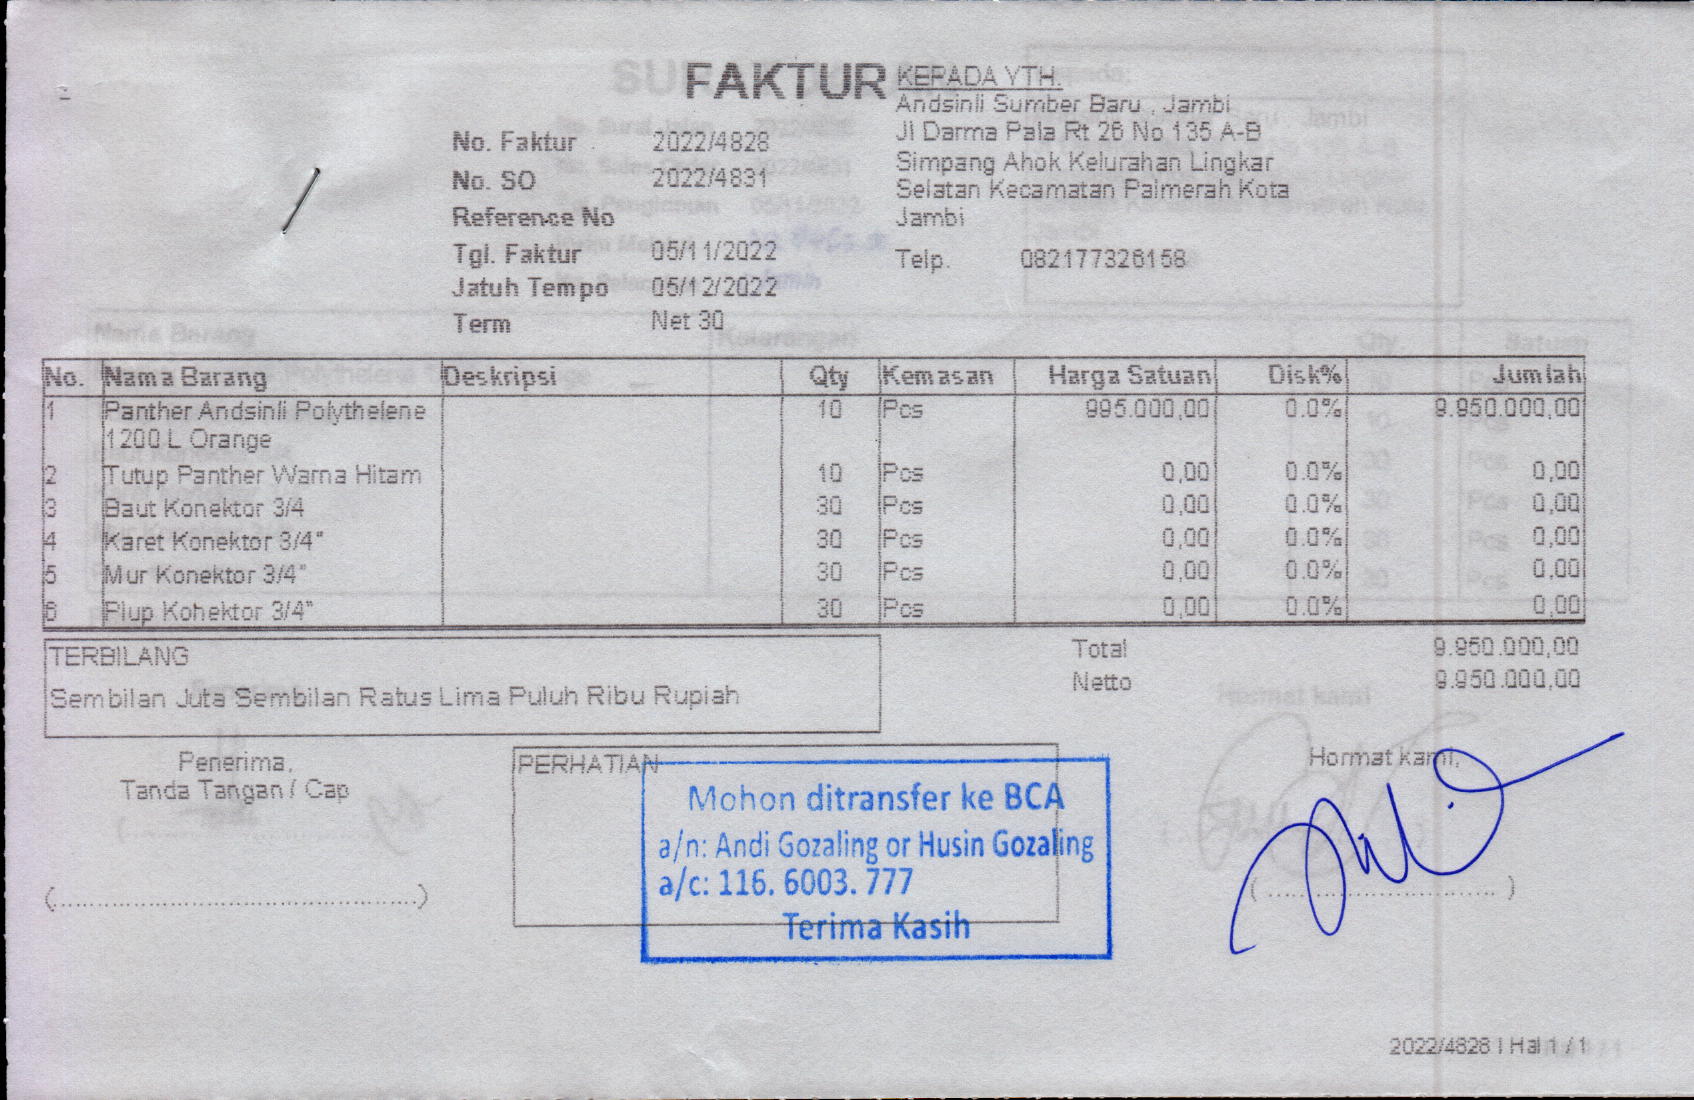 FAKTUR
No. Faktur 2022/4828
No. SO 2022/4831
Reference No
Tgl. Faktur 05/11/2022
Jatuh Tempo 05/12/2022
Term Net 30
KEPADA YTH.
Andsinli Sumber Baru , Jambi
Jl Darma Pala Rt 26 No 135 A-B
Simpang Ahok Kelurahan Lingkar
Selatan Kecamatan Palmerah Kota
Jambi
Telp. 082177326158
No. Nama Barang Deskripsi Qty Kemasan Harga Satuan Disk% Jumlah
1 Panther Andsinli Polythelene 10 Pcs 995.000,00 0.0% 9.950.000,00
1200 L Orange
2 Tutup Panther Warna Hitam 10 Pcs 0,00 0.0% 0,00
3 Baut Konektor 3/4 30 Pcs 0,00 0.0% 0,00
4 Karet Konektor 3/4" 30 Pcs 0,00 0.0% 0,00
5 Mur Konektor 3/4" 30 Pcs 0,00 0.0% 0,00
6 Plup Konektor 3/4" 30 Pcs 0,00 0.0% 0,00
TERBILANG
Sembilan Juta Sembilan Ratus Lima Puluh Ribu Rupiah
Total 9.950.000,00
Netto 9.950.000,00
Penerima,
Tanda Tangan / Cap
(..............................................)
PERHATIAN
Mohon ditransfer ke BCA
a/n: Andi Gozaling or Husin Gozaling
a/c: 116. 6003. 777
Terima Kasih
Hormat kami,
( ................................ )
2022/4828 | Hal 1 / 1